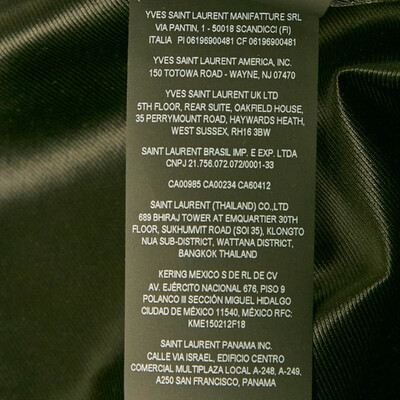 YVES SAINT LAURENT MANIFATTURE SRL
VIA PANTIN, 1 - 50018 SCANDICCI (FI)
ITALIA PI 06196900481 CF 06196900481
YVES SAINT LAURENT AMERICA, INC.
150 TOTOWA ROAD - WAYNE, NJ 07470
YVES SAINT LAURENT UK LTD
5TH FLOOR, REAR SUITE, OAKFIELD HOUSE,
35 PERRYMOUNT ROAD, HAYWARDS HEATH,
WEST SUSSEX, RH16 3BW
SAINT LAURENT BRASIL IMP. E EXP. LTDA
CNPJ 21.756.072.072/0001-33
CA00985 CA00234 CA60412
SAINT LAURENT (THAILAND) CO.,LTD
689 BHIRAJ TOWER AT EMQUARTIER 30TH
FLOOR, SUKHUMVIT ROAD (SOI 35), KLONGTO
NUA SUB-DISTRICT, WATTANA DISTRICT,
BANGKOK THAILAND
KERING MEXICO S DE RL DE CV
AV. EJÉRCITO NACIONAL 676, PISO 9
POLANCO III SECCIÓN MIGUEL HIDALGO
CIUDAD DE MÉXICO 11540, MÉXICO RFC:
KME150212F18
SAINT LAURENT PANAMA INC.
CALLE VIA ISRAEL, EDIFICIO CENTRO
COMERCIAL MULTIPLAZA LOCAL A-248, A-249,
A250 SAN FRANCISCO, PANAMA